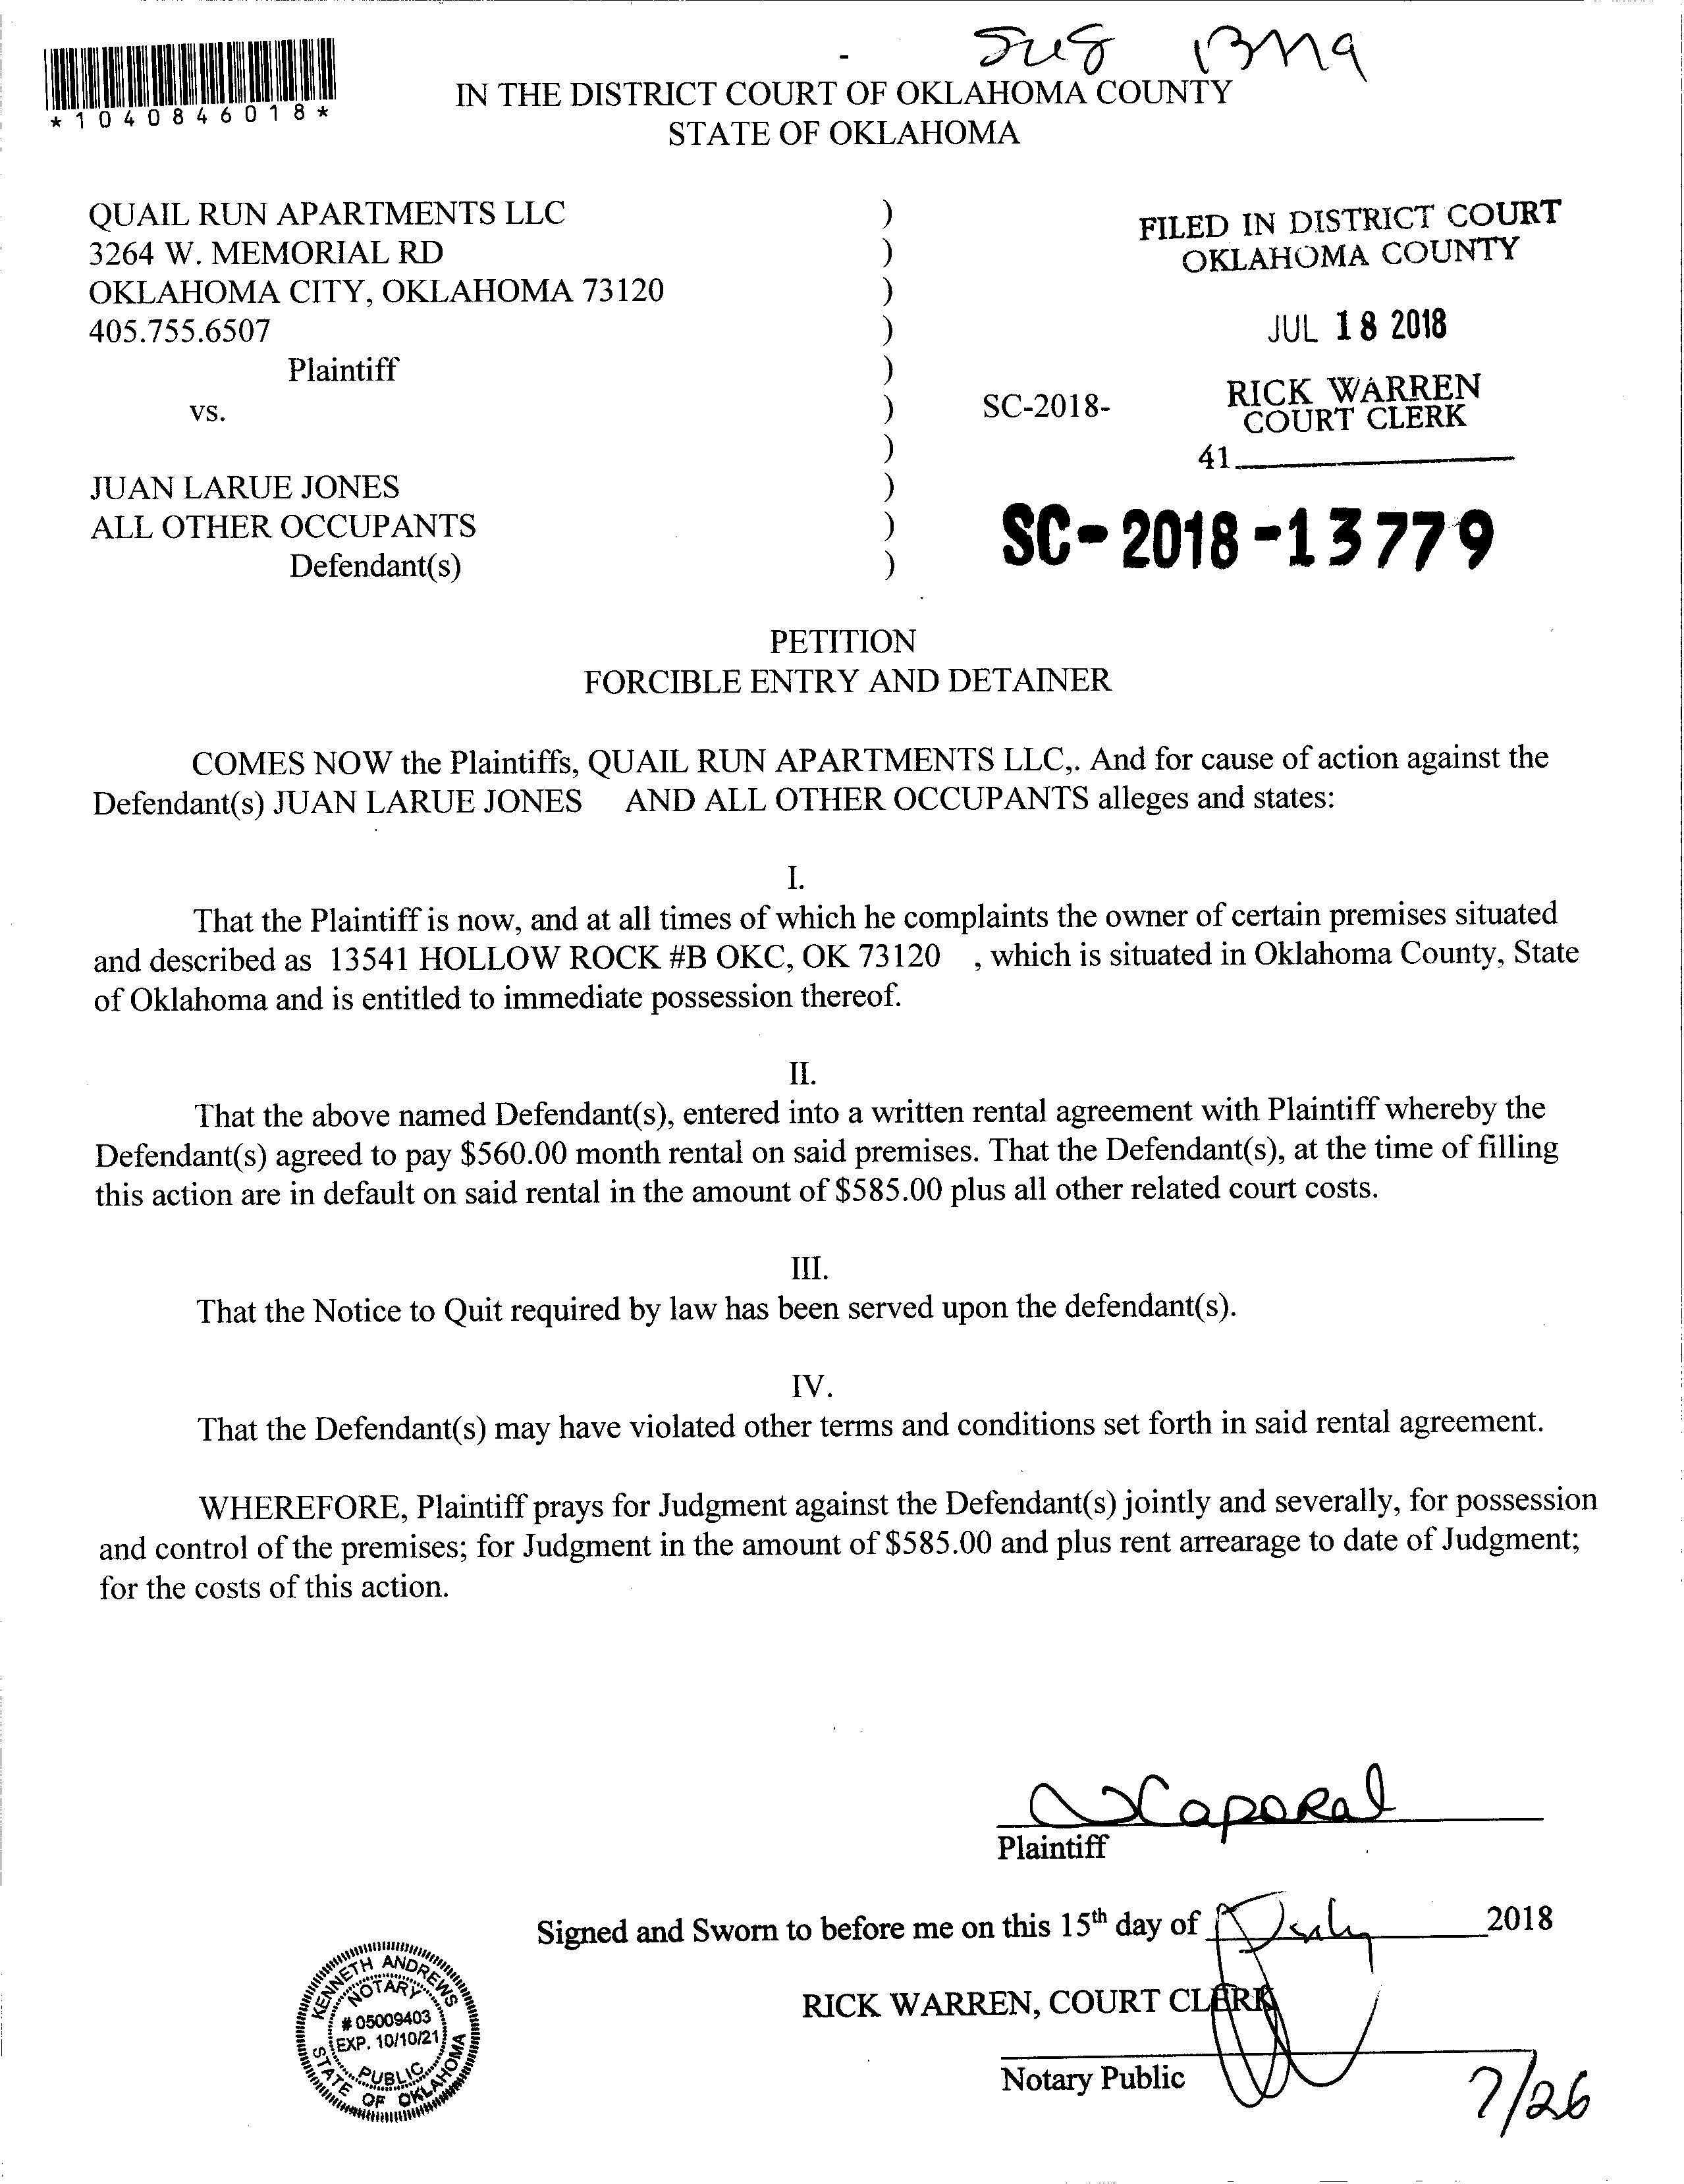 *1040846018*
IN THE DISTRICT COURT OF OKLAHOMA COUNTY
STATE OF OKLAHOMA
QUAIL RUN APARTMENTS LLC )
3264 W. MEMORIAL RD )
OKLAHOMA CITY, OKLAHOMA 73120 )
405.755.6507 )
Plaintiff )
vs. ) SC-2018-
)
JUAN LARUE JONES )
ALL OTHER OCCUPANTS )
Defendant(s) )
FILED IN DISTRICT COURT
OKLAHOMA COUNTY
JUL 18 2018
RICK WARREN
COURT CLERK
41
SC-2018-13779
PETITION
FORCIBLE ENTRY AND DETAINER
COMES NOW the Plaintiffs, QUAIL RUN APARTMENTS LLC,. And for cause of action against the
Defendant(s) JUAN LARUE JONES AND ALL OTHER OCCUPANTS alleges and states:
I.
That the Plaintiff is now, and at all times of which he complaints the owner of certain premises situated
and described as 13541 HOLLOW ROCK #B OKC, OK 73120 , which is situated in Oklahoma County, State
of Oklahoma and is entitled to immediate possession thereof.
II.
That the above named Defendant(s), entered into a written rental agreement with Plaintiff whereby the
Defendant(s) agreed to pay $560.00 month rental on said premises. That the Defendant(s), at the time of filling
this action are in default on said rental in the amount of $585.00 plus all other related court costs.
III.
That the Notice to Quit required by law has been served upon the defendant(s).
IV.
That the Defendant(s) may have violated other terms and conditions set forth in said rental agreement.
WHEREFORE, Plaintiff prays for Judgment against the Defendant(s) jointly and severally, for possession
and control of the premises; for Judgment in the amount of $585.00 and plus rent arrearage to date of Judgment;
for the costs of this action.
Caporal
Plaintiff
Signed and Sworn to before me on this 15th day of July 2018
RICK WARREN, COURT CLERK
Notary Public
7/26
KENNETH ANDREWS
NOTARY
# 05009403
EXP. 10/10/21
PUBLIC
STATE OF OKLAHOMA